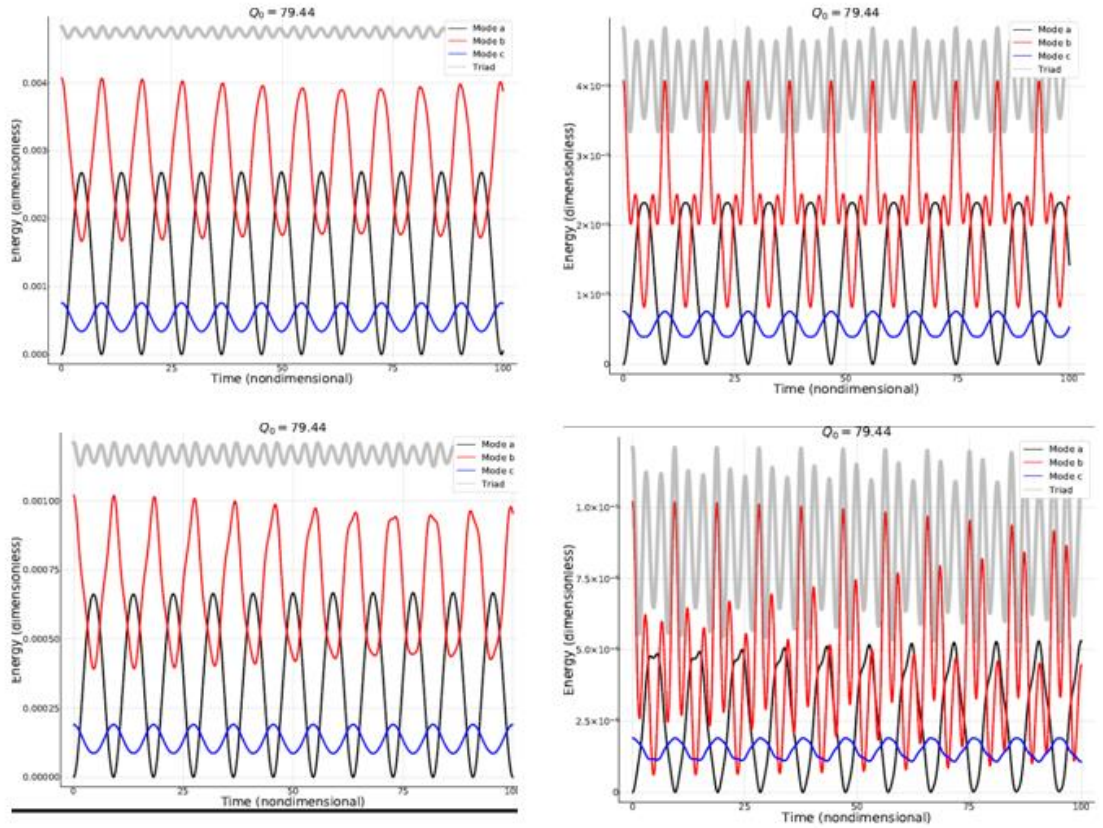 Q₀ = 79.44
Mode a
Mode b
Mode c
Triad
0.004
0.003
0.002
0.001
0.000
Energy (dimensionless)
0 25 50 75 100
Time (nondimensional)
Q₀ = 79.44
Mode a
Mode b
Mode c
Triad
0
Energy (dimensionless)
0 25 50 75 100
Time (nondimensional)
Q₀ = 79.44
Mode a
Mode b
Mode c
Triad
0.00100
0.00075
0.00050
0.00025
0.00000
Energy (dimensionless)
0 25 50 75 100
Time (nondimensional)
Q₀ = 79.44
Mode a
Mode b
Mode c
Triad
0
Energy (dimensionless)
0 25 50 75 100
Time (nondimensional)